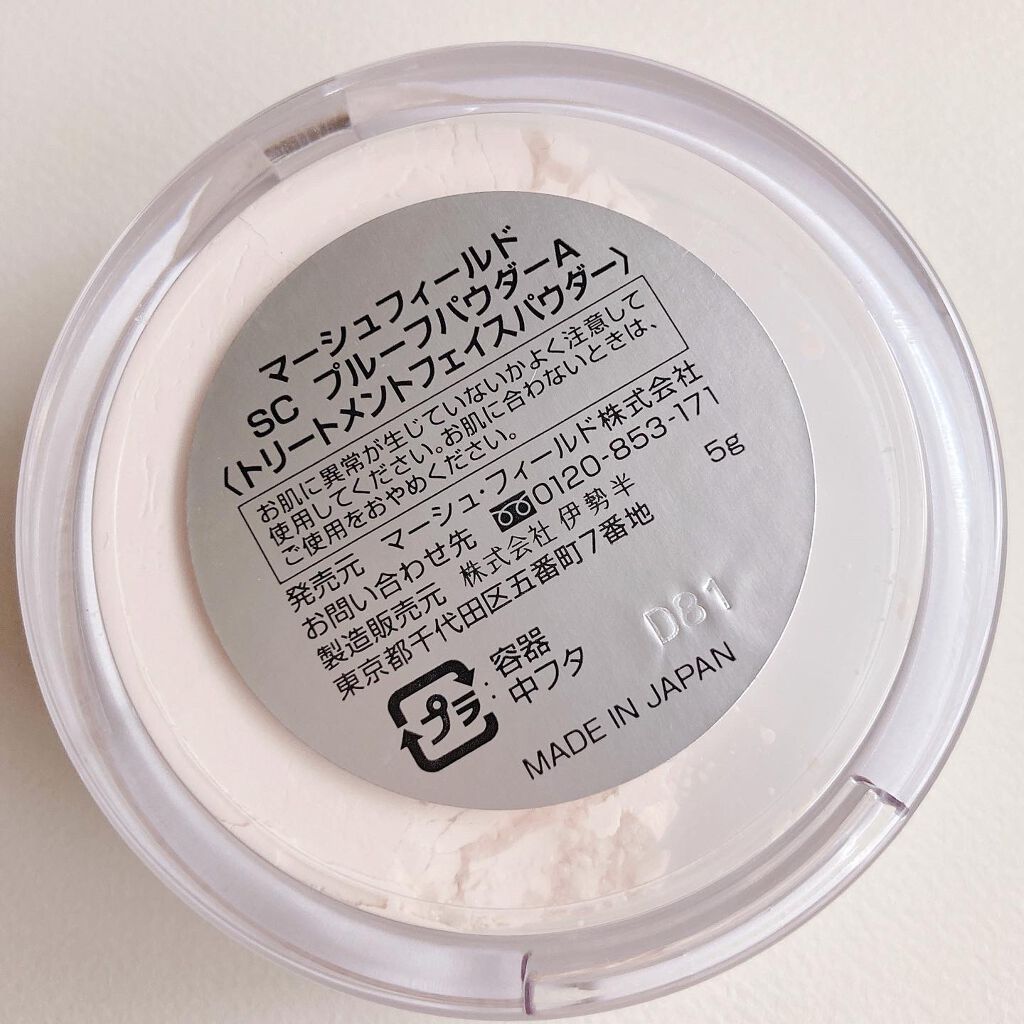 マーシュフィールド
SC プルーフパウダーA
〈トリートメントフェイスパウダー〉
お肌に異常が生じていないかよく注意して
使用してください。お肌に合わないときは、
ご使用をおやめください。
発売元 マーシュ・フィールド株式会社
お問い合わせ先 0120-853-171
製造販売元 株式会社 伊勢半 5g
東京都千代田区五番町7番地
プラ : 容器
中フタ
D81
MADE IN JAPAN